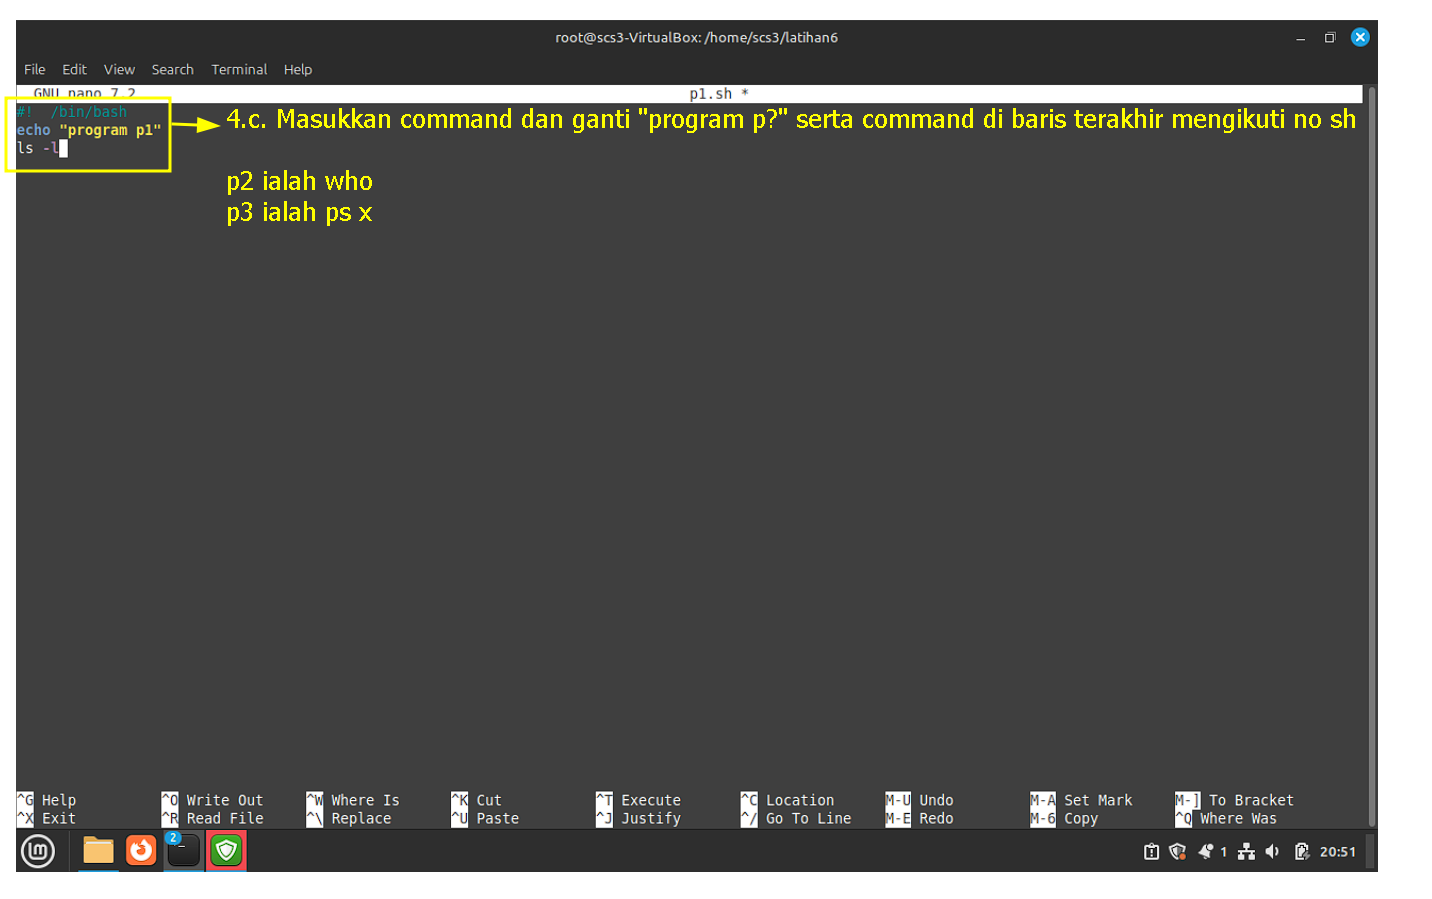 root@scs3-VirtualBox: /home/scs3/latihan6
File Edit View Search Terminal Help
GNU nano 7.2 p1.sh *
#! /bin/bash
echo "program p1"
ls -l
4.c. Masukkan command dan ganti "program p?" serta command di baris terakhir mengikuti no sh
p2 ialah who
p3 ialah ps x
^G Help ^O Write Out ^W Where Is ^K Cut ^T Execute ^C Location M-U Undo M-A Set Mark M-] To Bracket
^X Exit ^R Read File ^\ Replace ^U Paste ^J Justify ^/ Go To Line M-E Redo M-6 Copy ^Q Where Was
2
1 20:51